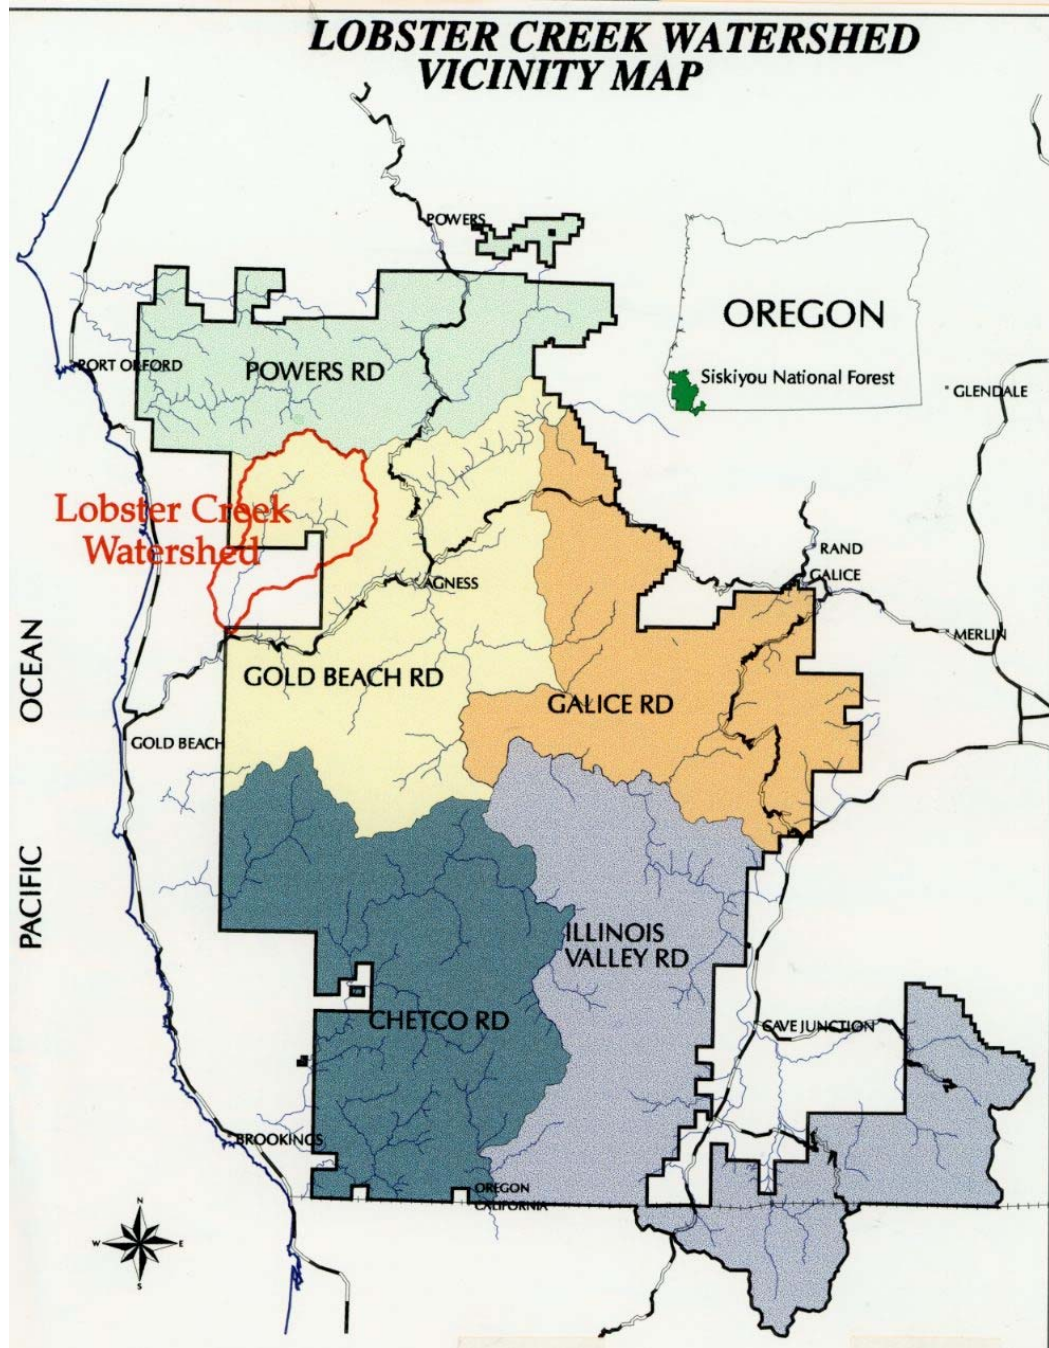 LOBSTER CREEK WATERSHED
VICINITY MAP
POWERS
OREGON
PORT ORFORD
POWERS RD
Siskiyou National Forest
GLENDALE
Lobster Creek
Watershed
RAND
GALICE
AGNESS
MERLIN
OCEAN
GOLD BEACH RD
GALICE RD
GOLD BEACH
PACIFIC
ILLINOIS
VALLEY RD
CHETCO RD
CAVE JUNCTION
BROOKINGS
OREGON
CALIFORNIA
N
W
E
S